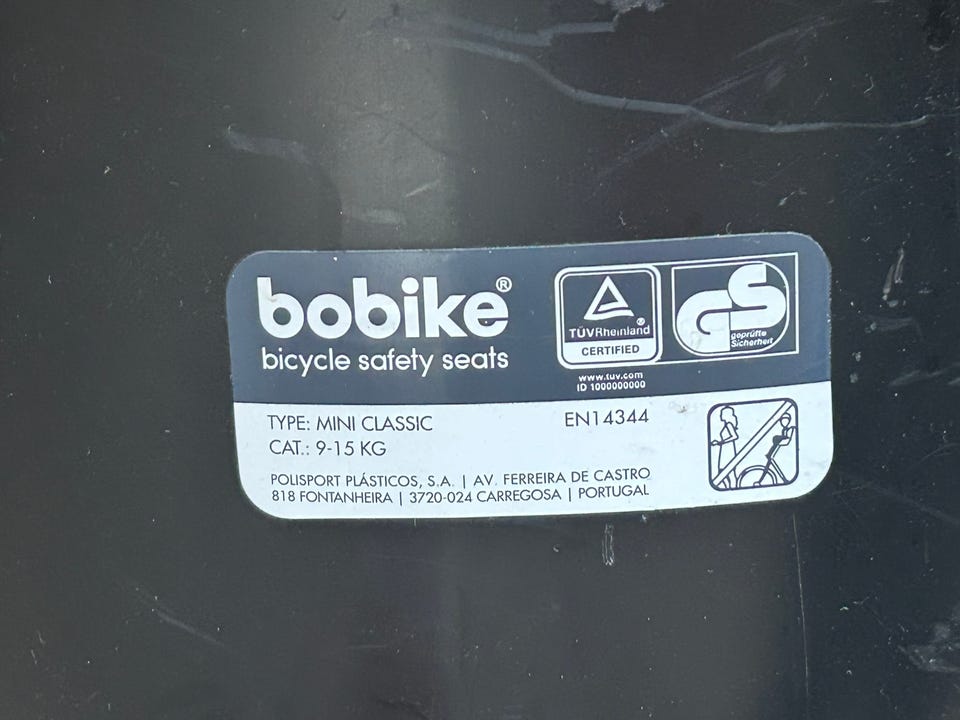 bobike®
bicycle safety seats
TÜVRheinland®
CERTIFIED
GS
geprüfte
Sicherheit
www.tuv.com
ID 1000000000
TYPE: MINI CLASSIC
EN14344
CAT.: 9-15 KG
POLISPORT PLÁSTICOS, S.A. | AV. FERREIRA DE CASTRO
818 FONTANHEIRA | 3720-024 CARREGOSA | PORTUGAL